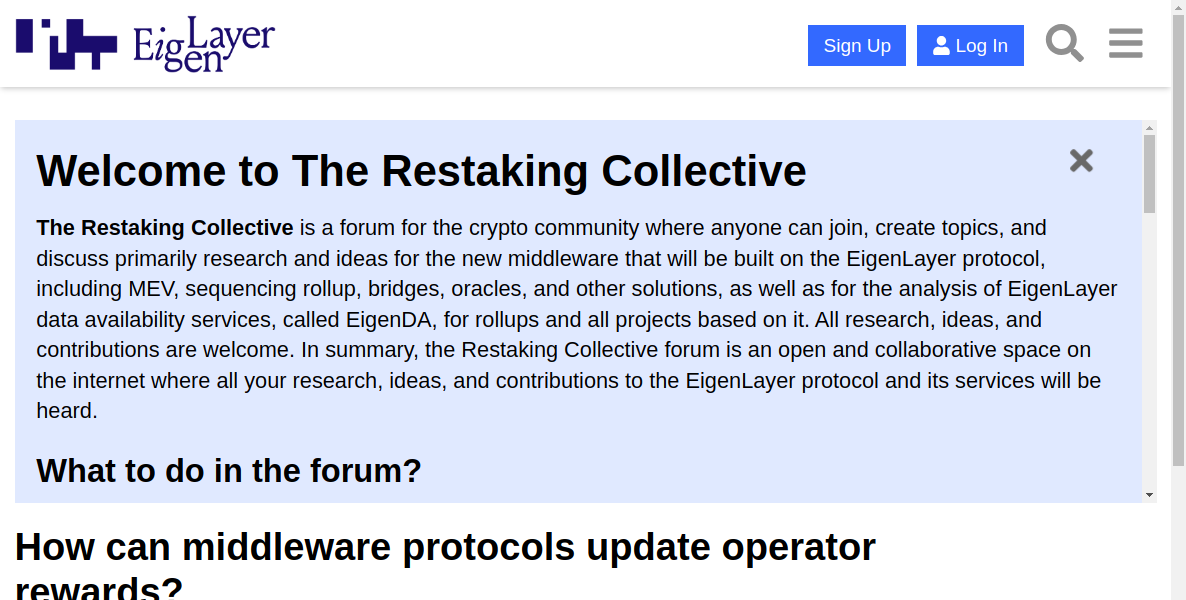 EigLayer
gen
Sign Up
Log In
Welcome to The Restaking Collective
The Restaking Collective is a forum for the crypto community where anyone can join, create topics, and
discuss primarily research and ideas for the new middleware that will be built on the EigenLayer protocol,
including MEV, sequencing rollup, bridges, oracles, and other solutions, as well as for the analysis of EigenLayer
data availability services, called EigenDA, for rollups and all projects based on it. All research, ideas, and
contributions are welcome. In summary, the Restaking Collective forum is an open and collaborative space on
the internet where all your research, ideas, and contributions to the EigenLayer protocol and its services will be
heard.
What to do in the forum?
How can middleware protocols update operator
rewards?